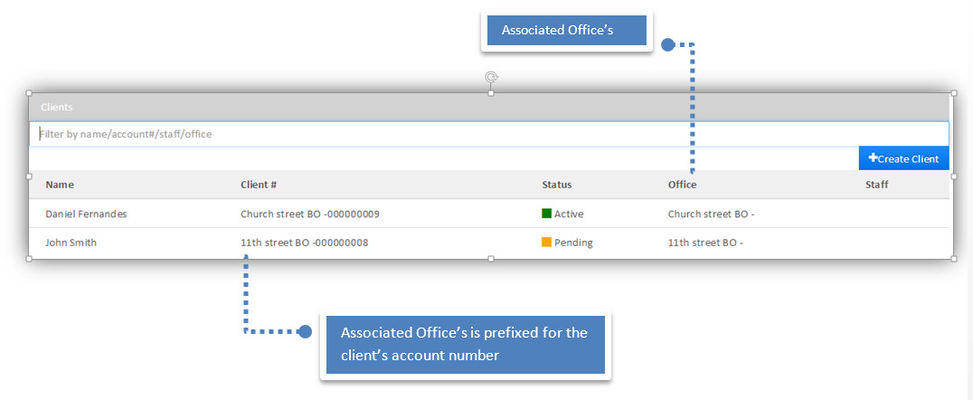 Associated Office's
Clients
Filter by name/account#/staff/office
+Create Client
Name Client # Status Office Staff
Daniel Fernandes Church street BO -000000009 Active Church street BO -
John Smith 11th street BO -000000008 Pending 11th street BO -
Associated Office's is prefixed for the
client's account number